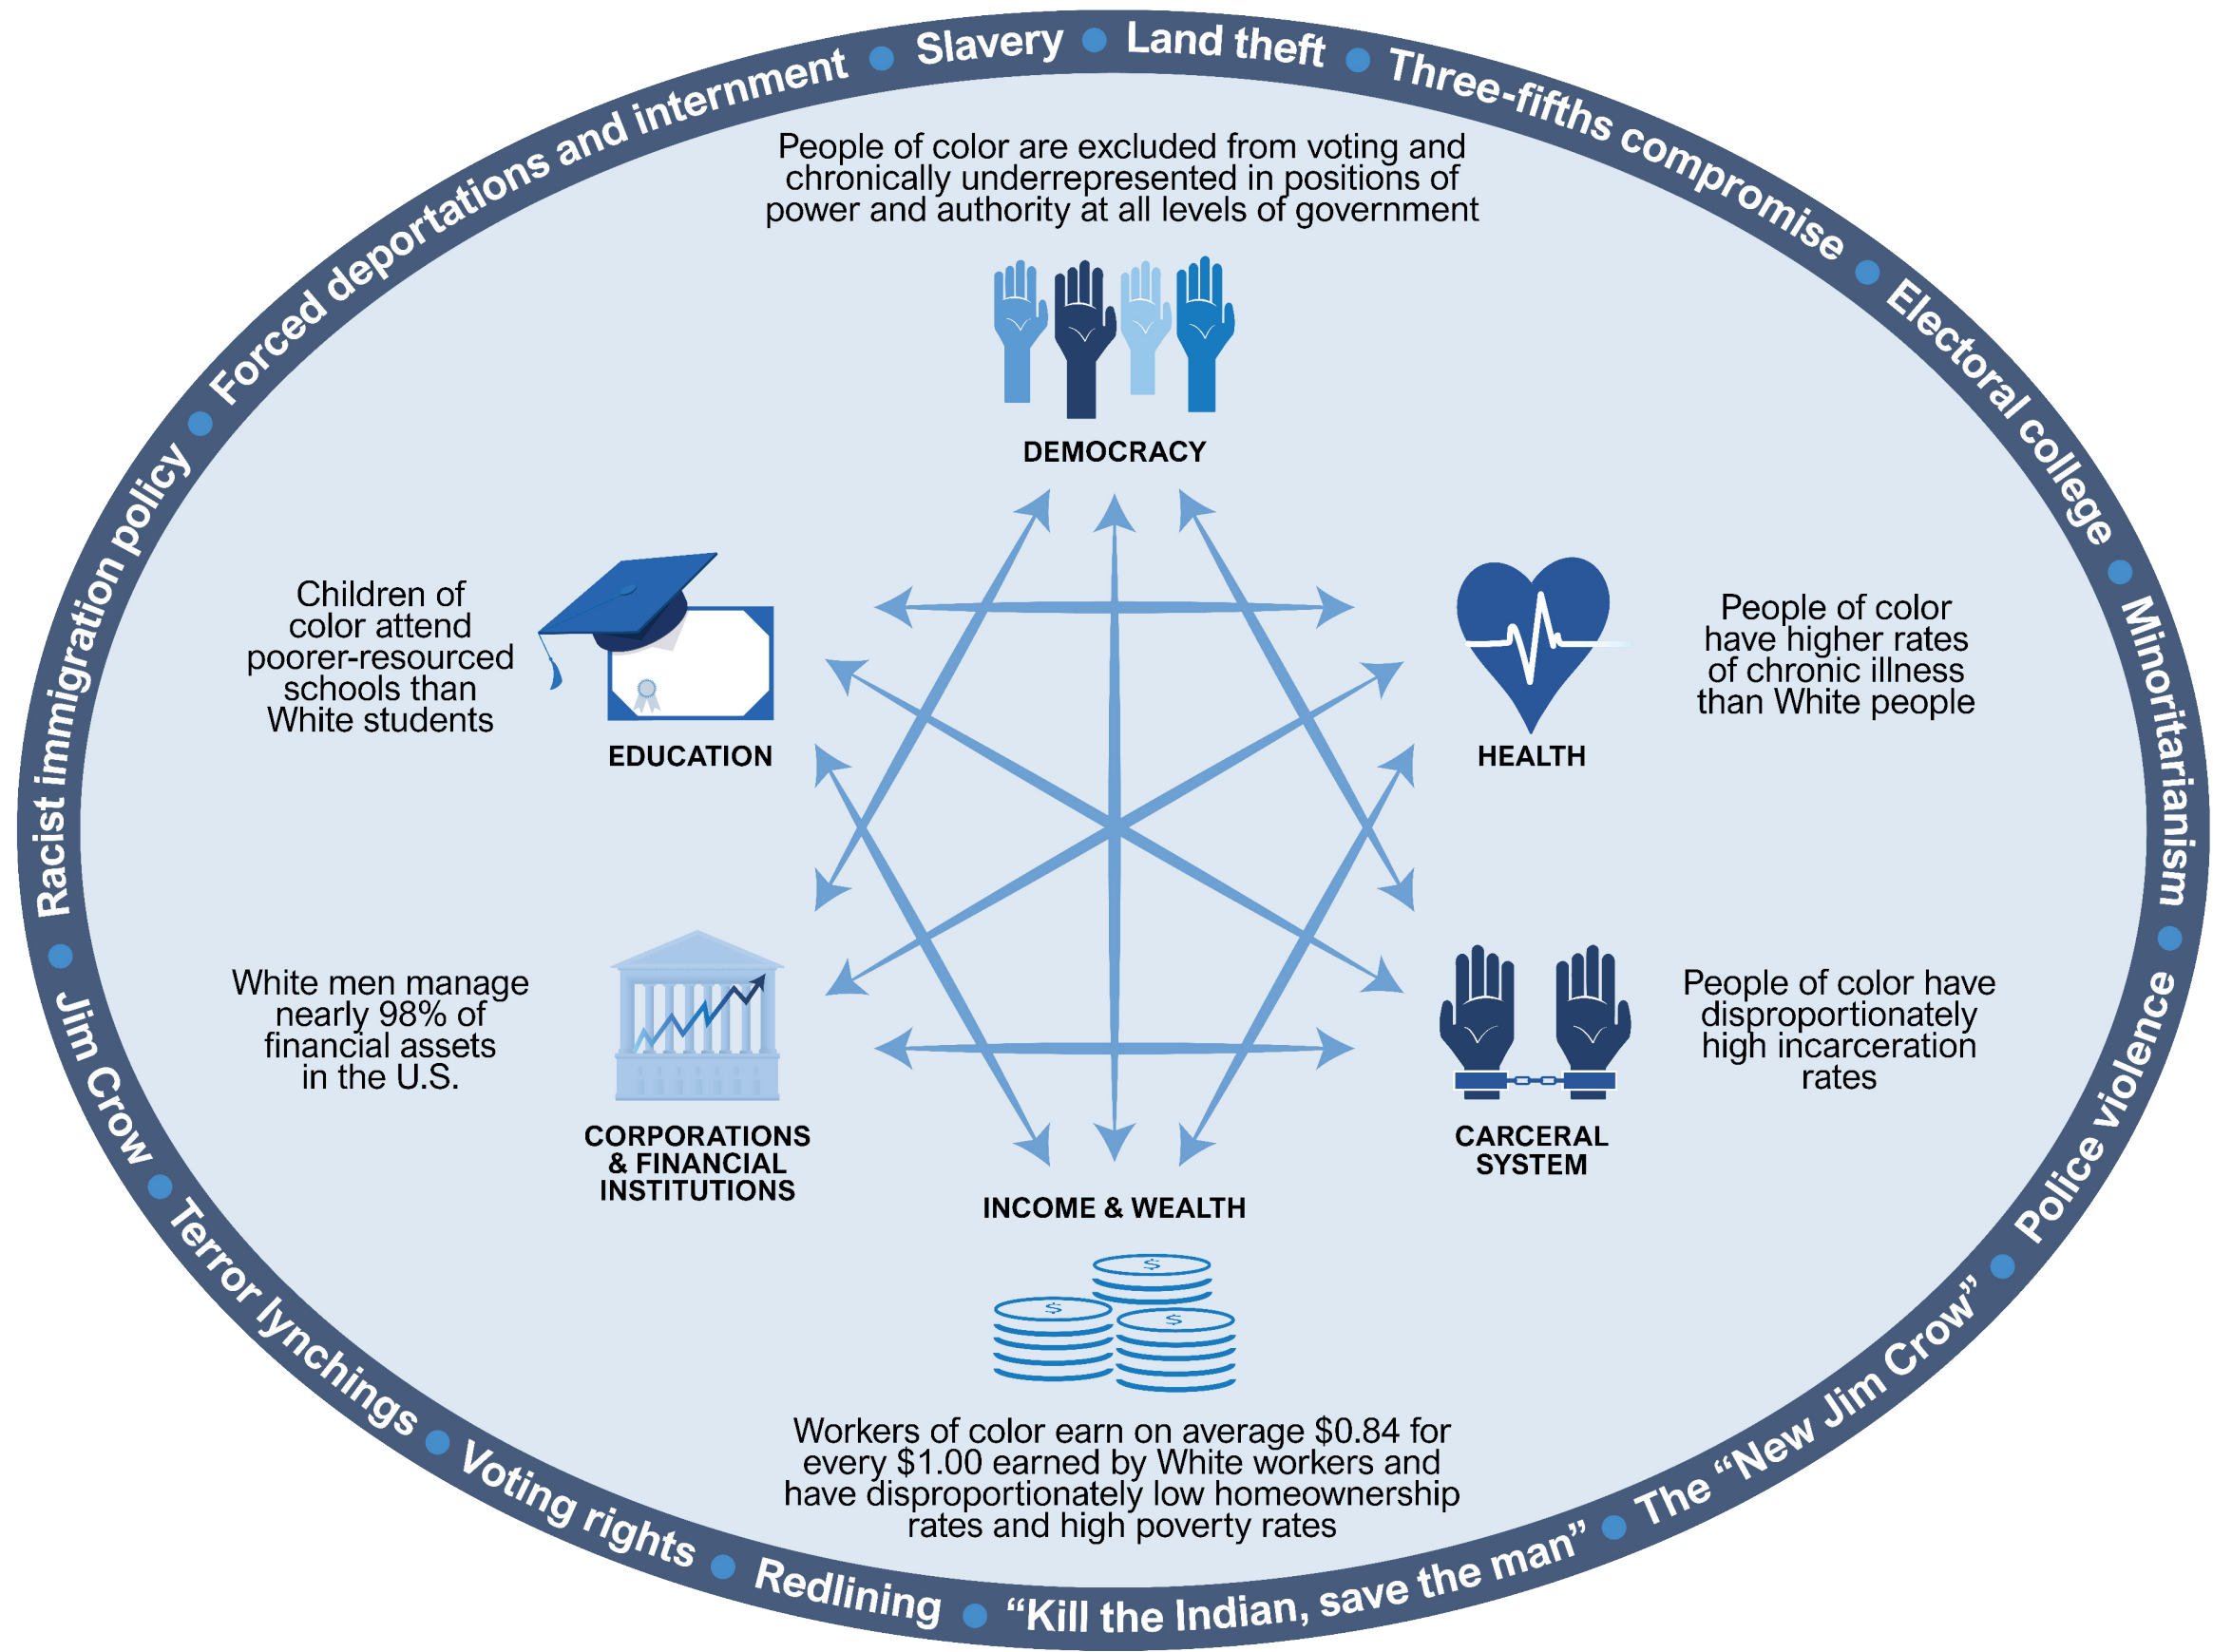 Slavery
Land theft
Three-fifths compromise
Electoral college
Minoritarianism
Police violence
The “New Jim Crow”
“Kill the Indian, save the man”
Redlining
Voting rights
Terror lynchings
Jim Crow
Racist immigration policy
Forced deportations and internment
People of color are excluded from voting and
chronically underrepresented in positions of
power and authority at all levels of government
DEMOCRACY
Children of
color attend
poorer-resourced
schools than
White students
EDUCATION
People of color
have higher rates
of chronic illness
than White people
HEALTH
White men manage
nearly 98% of
financial assets
in the U.S.
CORPORATIONS
& FINANCIAL
INSTITUTIONS
People of color have
disproportionately
high incarceration
rates
CARCERAL
SYSTEM
INCOME & WEALTH
$
$
$
Workers of color earn on average $0.84 for
every $1.00 earned by White workers and
have disproportionately low homeownership
rates and high poverty rates